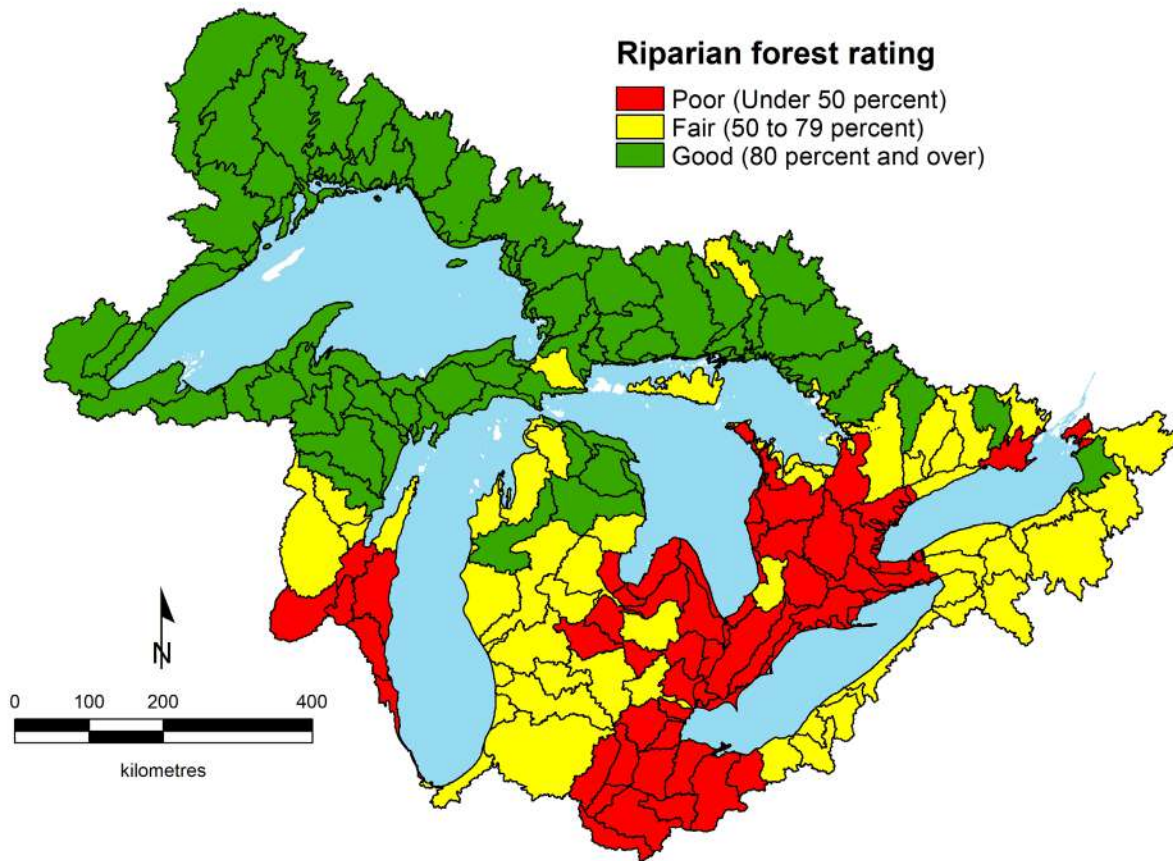 Riparian forest rating
Poor (Under 50 percent)
Fair (50 to 79 percent)
Good (80 percent and over)
N
0 100 200 400
kilometres